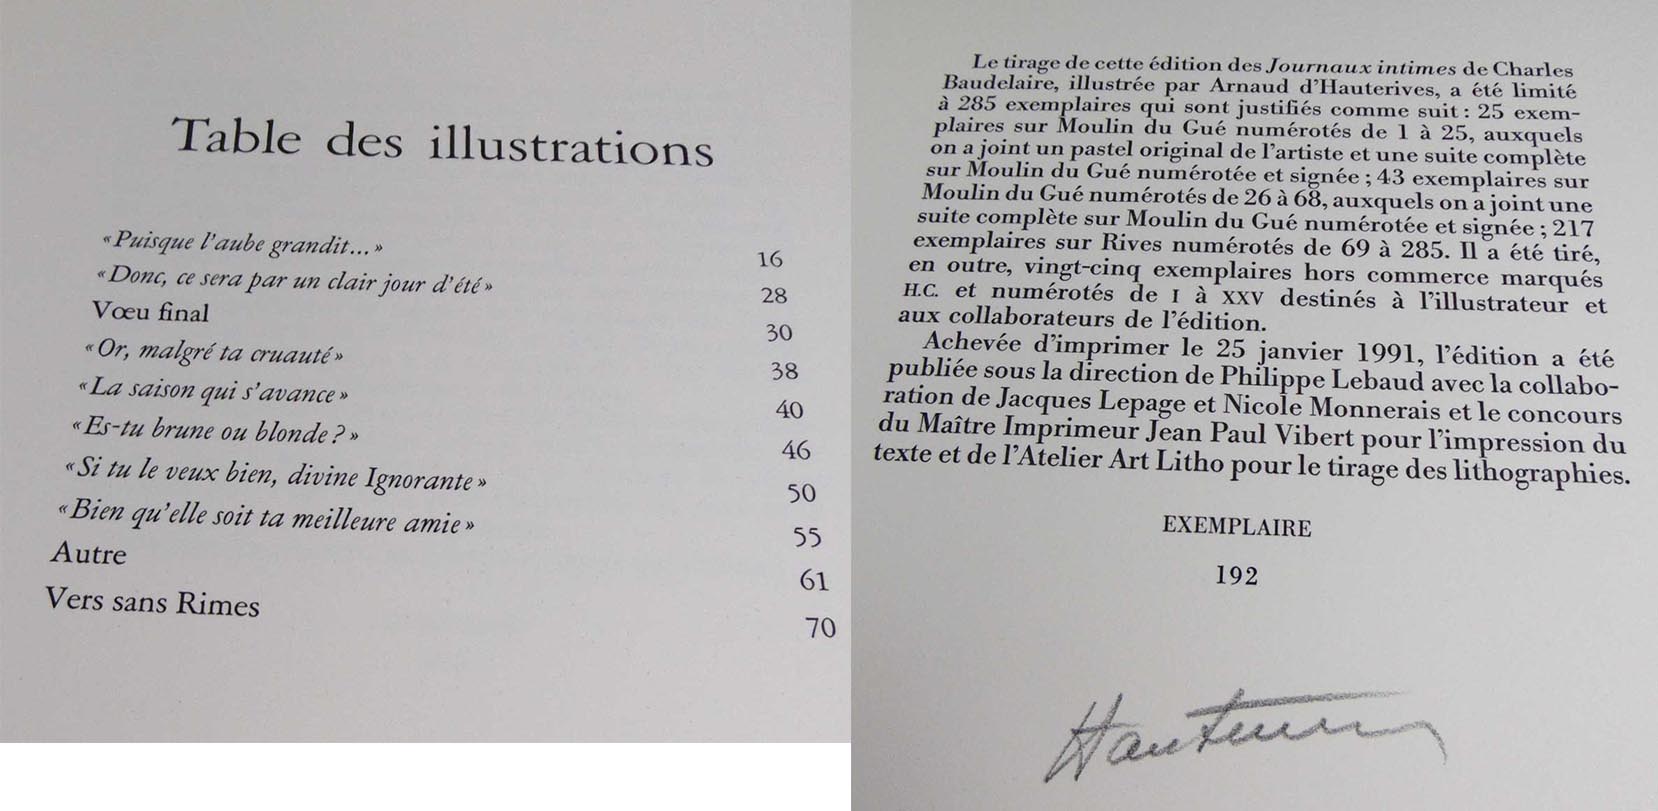 Table des illustrations
« Puisque l'aube grandit... » 16
« Donc, ce sera par un clair jour d'été » 28
Vœu final 30
« Or, malgré ta cruauté » 38
« La saison qui s'avance » 40
« Es-tu brune ou blonde ? » 46
« Si tu le veux bien, divine Ignorante » 50
« Bien qu'elle soit ta meilleure amie » 55
Autre 61
Vers sans Rimes 70
Le tirage de cette édition des Journaux intimes de Charles
Baudelaire, illustrée par Arnaud d'Hauterives, a été limité
à 285 exemplaires qui sont justifiés comme suit : 25 exem-
plaires sur Moulin du Gué numérotés de 1 à 25, auxquels
on a joint un pastel original de l'artiste et une suite complète
sur Moulin du Gué numérotée et signée ; 43 exemplaires sur
Moulin du Gué numérotés de 26 à 68, auxquels on a joint une
suite complète sur Moulin du Gué numérotée et signée ; 217
exemplaires sur Rives numérotés de 69 à 285. Il a été tiré,
en outre, vingt-cinq exemplaires hors commerce marqués
H.C. et numérotés de I à XXV destinés à l'illustrateur et
aux collaborateurs de l'édition.
Achevée d'imprimer le 25 janvier 1991, l'édition a été
publiée sous la direction de Philippe Lebaud avec la collabo-
ration de Jacques Lepage et Nicole Monnerais et le concours
du Maître Imprimeur Jean Paul Vibert pour l'impression du
texte et de l'Atelier Art Litho pour le tirage des lithographies.
EXEMPLAIRE
192